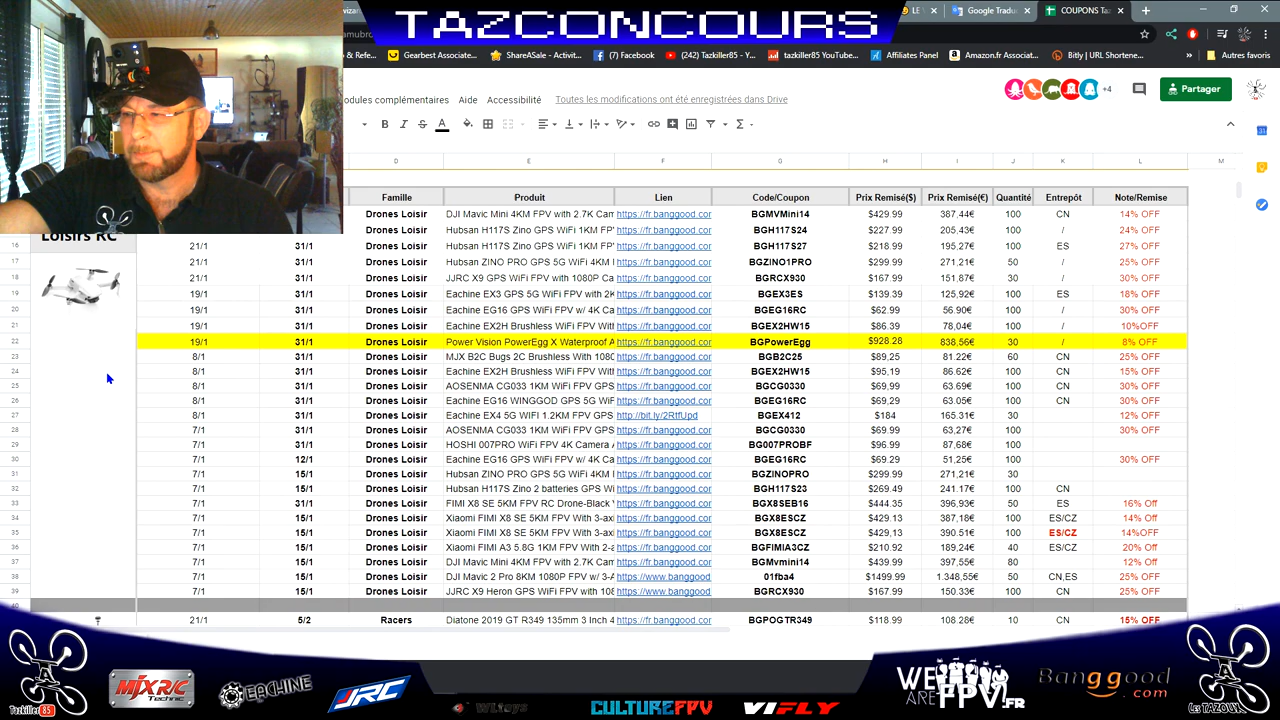 TAZCONCOURS
Google Tradu
COUPONS Taz
& Refe...
Gearbest Associate...
ShareASale - Activit...
(7) Facebook
(242) Tazkiller85 - Y...
tazkiller85 YouTube...
Affiliates Panel
Amazon.fr Associat...
Bitly | URL Shortene...
Autres favoris
odules complémentaires Aide Accessibilité Toutes les modifications ont été enregistrées dans Drive
+4
Partager
D E F G H I J K L M
Famille Produit Lien Code/Coupon Prix Remisé($) Prix Remisé(€) Quantité Entrepôt Note/Remise
Drones Loisir DJI Mavic Mini 4KM FPV with 2.7K Cam https://fr.banggood.cor BGMVMini14 $429.99 387,44€ 100 CN 14% OFF
Drones Loisir Hubsan H117S Zino GPS WiFi 1KM FP https://fr.banggood.cor BGH117S24 $227.99 205,43€ 100 / 24% OFF
Loisirs RC
16 21/1 31/1 Drones Loisir Hubsan H117S Zino GPS WiFi 1KM FPV https://fr.banggood.cor BGH117S27 $218.99 195,27€ 100 ES 27% OFF
17 21/1 31/1 Drones Loisir Hubsan ZINO PRO GPS 5G WiFi 4KM https://fr.banggood.cor BGZINO1PRO $299.99 271,21€ 50 / 25% OFF
18 21/1 31/1 Drones Loisir JJRC X9 GPS WiFi FPV with 1080P Ca https://fr.banggood.cor BGRCX930 $167.99 151,87€ 30 / 30% OFF
19 19/1 31/1 Drones Loisir Eachine EX3 GPS 5G WiFi FPV with 2K https://fr.banggood.cor BGEX3ES $139.39 125,92€ 100 ES 18% OFF
20 19/1 31/1 Drones Loisir Eachine EG16 GPS WiFi FPV w/ 4K Ca https://fr.banggood.cor BGEG16RC $62.99 56.90€ 100 / 30% OFF
21 19/1 31/1 Drones Loisir Eachine EX2H Brushless WiFi FPV With https://fr.banggood.cor BGEX2HW15 $86.39 78,04€ 100 / 10%OFF
22 19/1 31/1 Drones Loisir Power Vision PowerEgg X Waterproof A https://fr.banggood.cor BGPowerEgg $928.28 838,56€ 30 / 8% OFF
23 8/1 31/1 Drones Loisir MJX B2C Bugs 2C Brushless With 1080 https://fr.banggood.cor BGB2C25 $89,25 81.22€ 60 CN 25% OFF
24 8/1 31/1 Drones Loisir Eachine EX2H Brushless WiFi FPV With https://fr.banggood.cor BGEX2HW15 $95,19 86.62€ 100 CN 15% OFF
25 8/1 31/1 Drones Loisir AOSENMA CG033 1KM WiFi FPV GPS https://fr.banggood.cor BGCG0330 $69,99 63.69€ 100 CN 30% OFF
26 8/1 31/1 Drones Loisir Eachine EG16 WINGGOD GPS 5G WiF https://fr.banggood.cor BGEG16RC $69,29 63.05€ 100 CN 30% OFF
27 8/1 31/1 Drones Loisir Eachine EX4 5G WIFI 1.2KM FPV GPS http://bit.ly/2RtfUpd BGEX412 $184 165.31€ 30 12% OFF
28 7/1 31/1 Drones Loisir AOSENMA CG033 1KM WiFi FPV GPS https://fr.banggood.cor BGCG0330 $69.99 63,27€ 100 30% OFF
29 7/1 31/1 Drones Loisir HOSHI 007PRO WiFi FPV 4K Camera A https://fr.banggood.cor BG007PROBF $96.99 87,68€ 100
30 7/1 12/1 Drones Loisir https://fr.banggood.cor BGEG16RC $69.29 51,25€ 100 30% OFF
31 7/1 15/1 Drones Loisir Hubsan ZINO PRO GPS 5G WiFi 4KM I https://fr.banggood.cor BGZINOPRO $299.99 271,21€ 30
32 7/1 15/1 Drones Loisir Hubsan H117S Zino 2 batteries GPS Wi https://fr.banggood.cor BGH117S23 $269.49 241.17€ 100 CN
33 7/1 31/1 Drones Loisir FIMI X8 SE 5KM FPV RC Drone-Black V https://fr.banggood.cor BGX8SEB16 $444.35 396,93€ 50 ES 16% Off
34 7/1 15/1 Drones Loisir Xiaomi FIMI X8 SE 5KM FPV With 3-axi https://fr.banggood.cor BGX8ESCZ $429.13 387,18€ 100 ES/CZ 14% Off
35 7/1 15/1 Drones Loisir Xiaomi FIMI X8 SE 5KM FPV With 3-axi https://fr.banggood.cor BGX8ESCZ $429,13 390.51€ 100 ES/CZ 14%OFF
36 7/1 15/1 Drones Loisir Xiaomi FIMI A3 5.8G 1KM FPV With 2-a https://fr.banggood.cor BGFIMIA3CZ $210.92 189,24€ 40 ES/CZ 20% Off
37 7/1 15/1 Drones Loisir DJI Mavic Mini 4KM FPV with 2.7K Cam https://fr.banggood.cor BGMvmini14 $439.99 397,55€ 80 12% Off
38 7/1 15/1 Drones Loisir DJI Mavic 2 Pro 8KM 1080P FPV w/ 3-A https://www.banggood 01fba4 $1499.99 1.348,55€ 50 CN,ES 25% OFF
39 7/1 15/1 Drones Loisir JJRC X9 Heron GPS WiFi FPV with 108 https://www.banggood BGRCX930 $167.99 150.33€ 100 CN 25% OFF
21/1 5/2 Racers Diatone 2019 GT R349 135mm 3 Inch 4 https://fr.banggood.cor BGPOGTR349 $118.99 108.28€ 10 CN 15% OFF
Tazkiller85
MJXR/C Technic
EACHINE
JJRC
WLtoys
CULTUREFPV
VIFLY
WE ARE FPV.FR
Banggood.com
Les TAZOUX